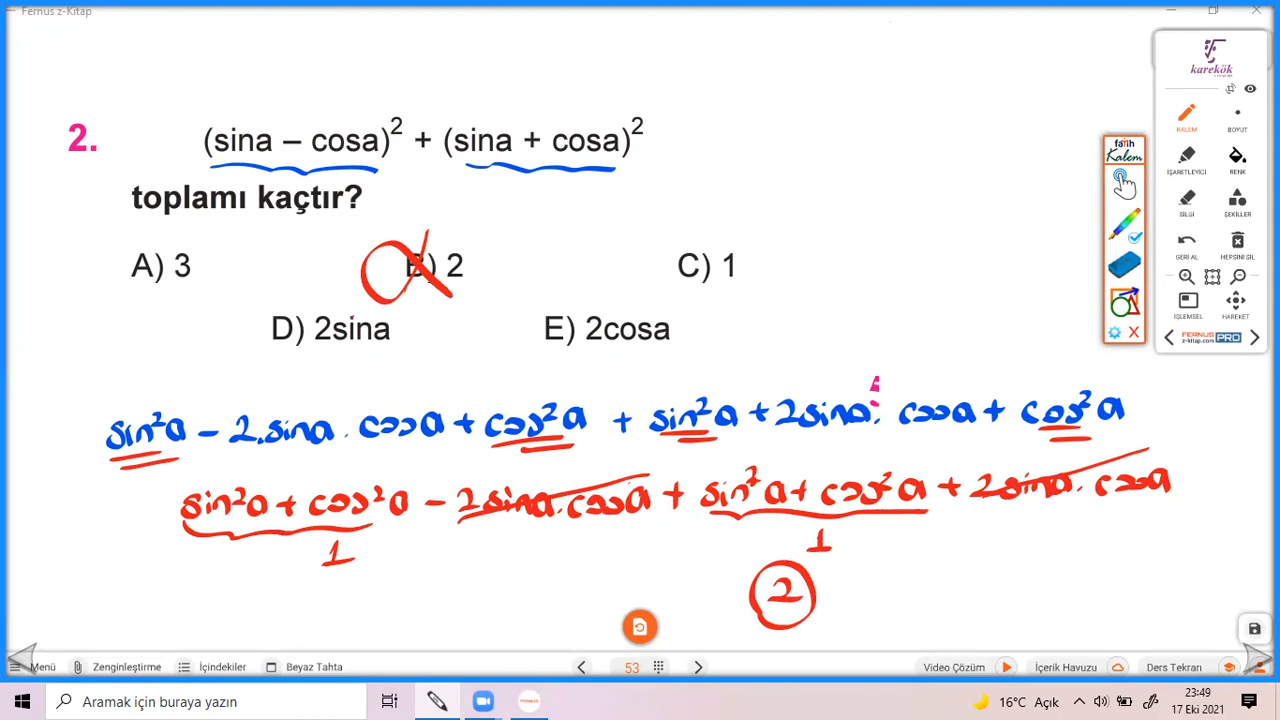 Fernus z-Kitap
karekök
2. (sina – cosa)² + (sina + cosa)²
toplamı kaçtır?
A) 3 B) 2 C) 1
D) 2sina E) 2cosa
sin²a - 2.sina . cosa + cos²a + sin²a + 2sina . cosa + cos²a
sin²a + cos²a - 2sina.cosa + sin²a + cos²a + 2sina.cosa
1 1
2
fatih
Kalem
KALEM BOYUT
İŞARETLEYİCİ RENK
SİLGİ ŞEKİLLER
GERİ AL HEPSİNİ SİL
İŞLEMSEL HAREKET
FERNUS PRO
z-kitap.com
Menü Zenginleştirme İçindekiler Beyaz Tahta 53 Video Çözüm İçerik Havuzu Ders Tekrarı
Aramak için buraya yazın FERNUS 16°C Açık 23:49
17 Eki 2021